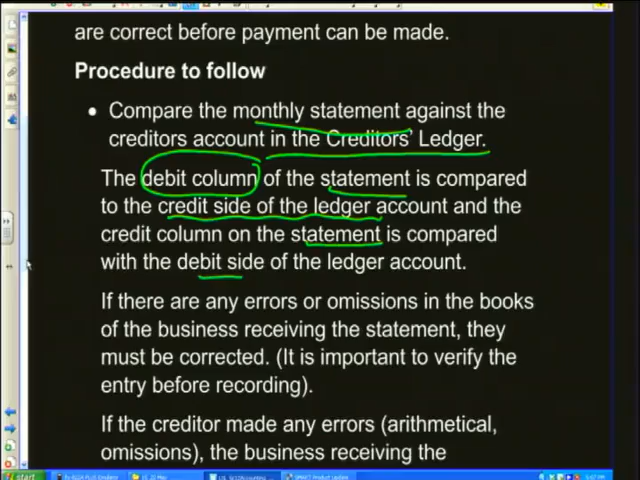 are correct before payment can be made.
Procedure to follow
• Compare the monthly statement against the
creditors account in the Creditors' Ledger.
The debit column of the statement is compared
to the credit side of the ledger account and the
credit column on the statement is compared
with the debit side of the ledger account.
If there are any errors or omissions in the books
of the business receiving the statement, they
must be corrected. (It is important to verify the
entry before recording).
If the creditor made any errors (arithmetical,
omissions), the business receiving the
start